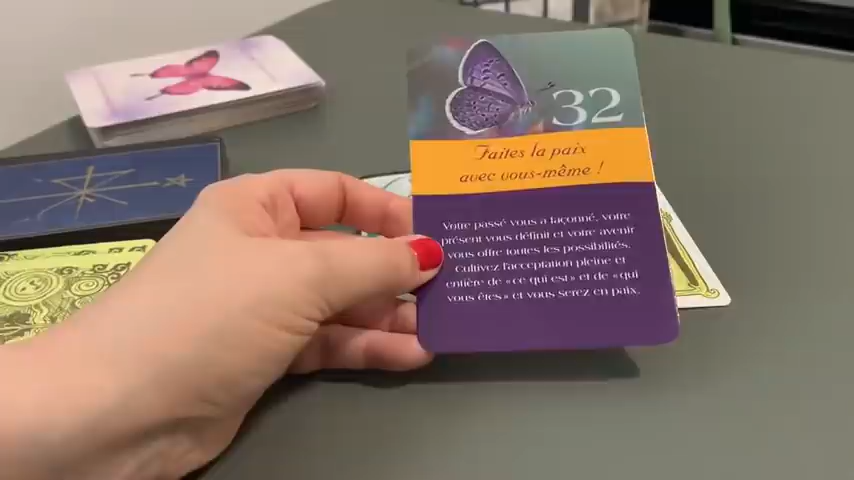 32
Faites la paix
avec vous-même !
Votre passé vous a façonné, votre
présent vous définit et votre avenir
vous offre toutes les possibilités.
Cultivez l'acceptation pleine et
entière de «ce qui est» et de «qui
vous êtes» et vous serez en paix.